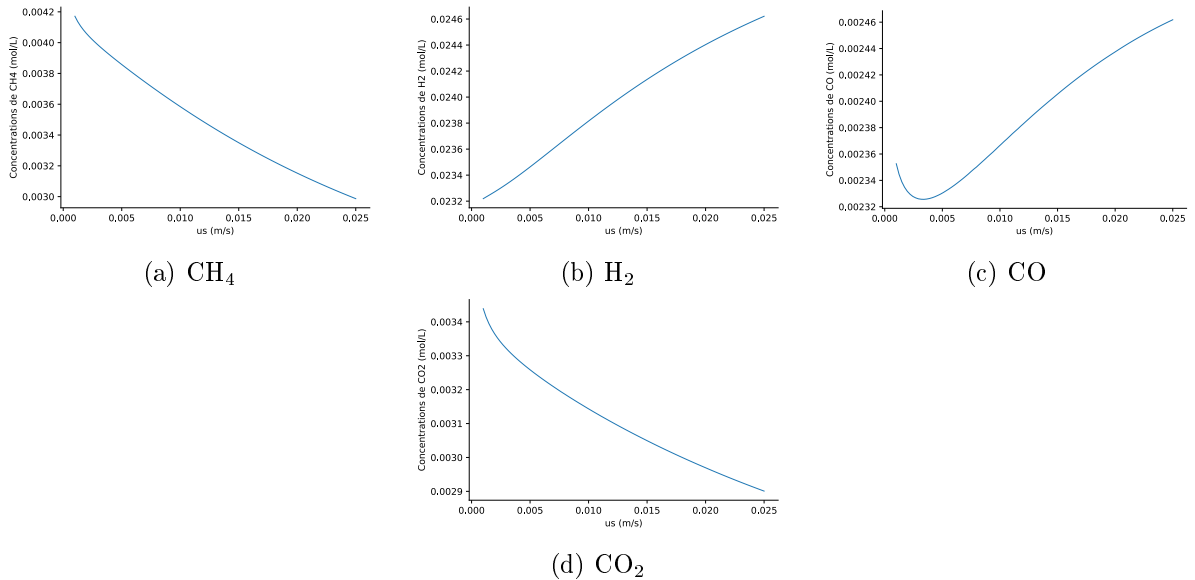 Concentrations de CH4 (mol/L)
0.0042
0.0040
0.0038
0.0036
0.0034
0.0032
0.0030
0.000 0.005 0.010 0.015 0.020 0.025
us (m/s)
(a) CH₄
Concentrations de H2 (mol/L)
0.0246
0.0244
0.0242
0.0240
0.0238
0.0236
0.0234
0.0232
0.000 0.005 0.010 0.015 0.020 0.025
us (m/s)
(b) H₂
Concentrations de CO (mol/L)
0.00246
0.00244
0.00242
0.00240
0.00238
0.00236
0.00234
0.00232
0.000 0.005 0.010 0.015 0.020 0.025
us (m/s)
(c) CO
Concentrations de CO2 (mol/L)
0.0034
0.0033
0.0032
0.0031
0.0030
0.0029
0.000 0.005 0.010 0.015 0.020 0.025
us (m/s)
(d) CO₂